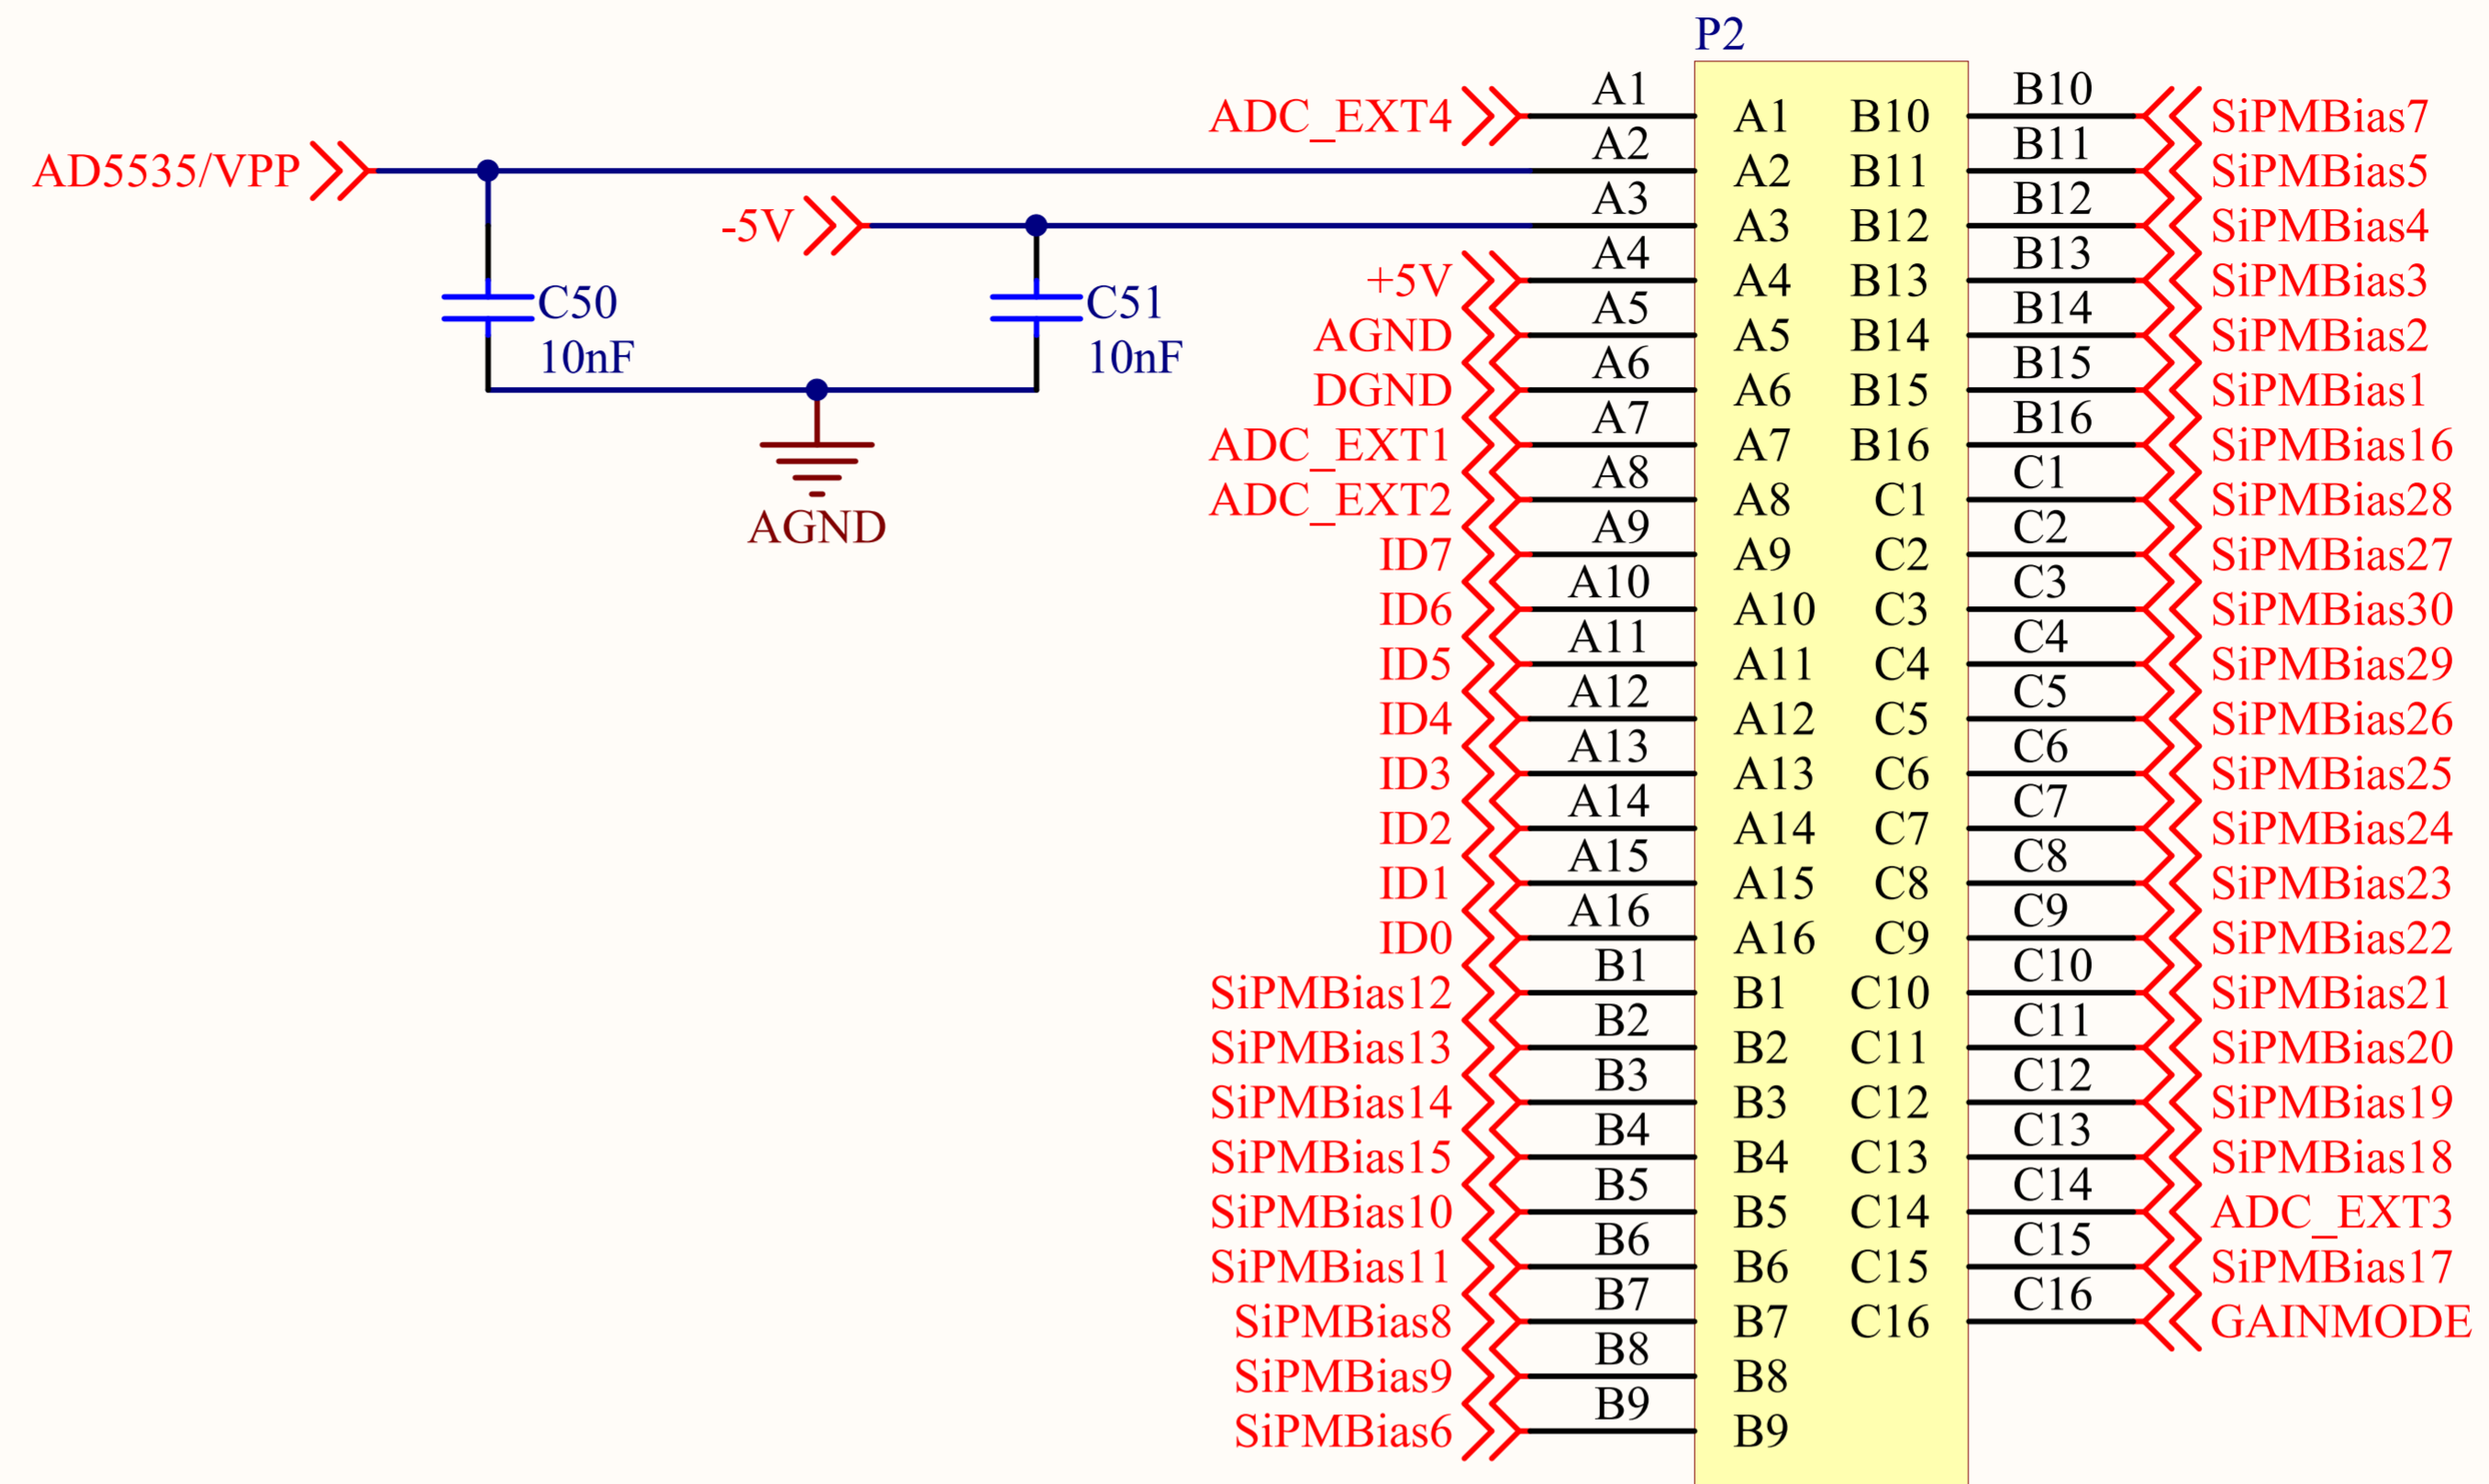 P2
ADC_EXT4 A1 A1 B10 B10 SiPMBias7
AD5535/VPP A2 A2 B11 B11 SiPMBias5
-5V A3 A3 B12 B12 SiPMBias4
+5V A4 A4 B13 B13 SiPMBias3
AGND A5 A5 B14 B14 SiPMBias2
DGND A6 A6 B15 B15 SiPMBias1
ADC_EXT1 A7 A7 B16 B16 SiPMBias16
ADC_EXT2 A8 A8 C1 C1 SiPMBias28
ID7 A9 A9 C2 C2 SiPMBias27
ID6 A10 A10 C3 C3 SiPMBias30
ID5 A11 A11 C4 C4 SiPMBias29
ID4 A12 A12 C5 C5 SiPMBias26
ID3 A13 A13 C6 C6 SiPMBias25
ID2 A14 A14 C7 C7 SiPMBias24
ID1 A15 A15 C8 C8 SiPMBias23
ID0 A16 A16 C9 C9 SiPMBias22
SiPMBias12 B1 B1 C10 C10 SiPMBias21
SiPMBias13 B2 B2 C11 C11 SiPMBias20
SiPMBias14 B3 B3 C12 C12 SiPMBias19
SiPMBias15 B4 B4 C13 C13 SiPMBias18
SiPMBias10 B5 B5 C14 C14 ADC_EXT3
SiPMBias11 B6 B6 C15 C15 SiPMBias17
SiPMBias8 B7 B7 C16 C16 GAINMODE
SiPMBias9 B8 B8
SiPMBias6 B9 B9
C50
10nF
C51
10nF
AGND